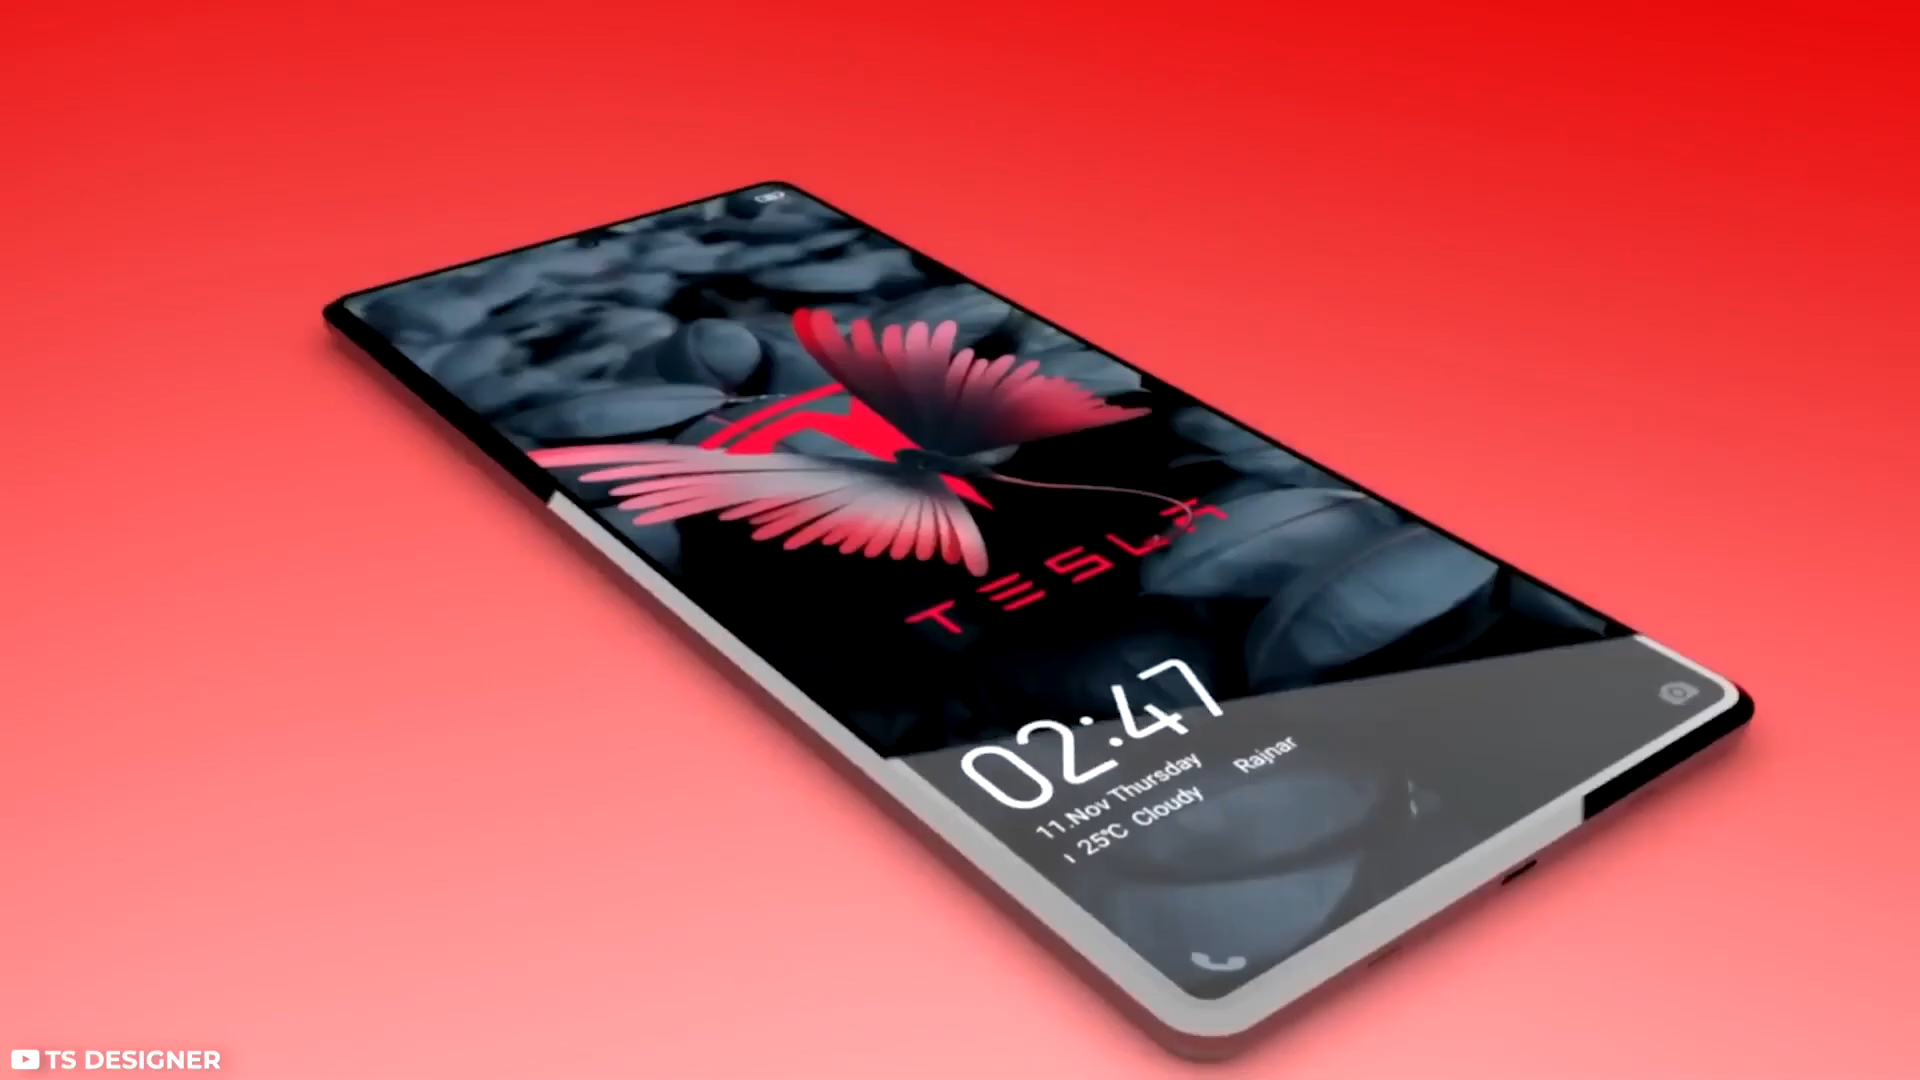 TESLA
02:47
11.Nov Thursday Rajnar
25°C Cloudy
TS DESIGNER